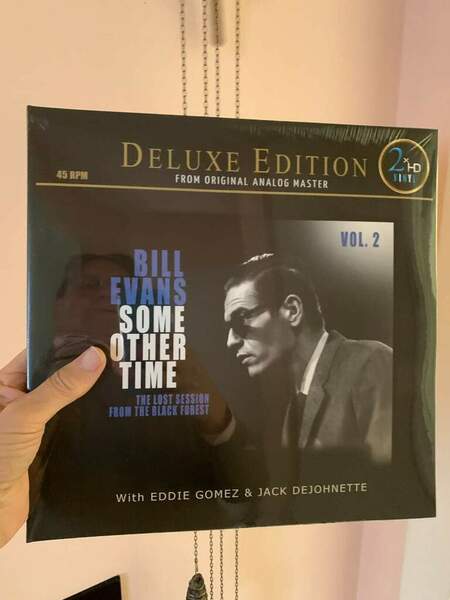 DELUXE EDITION
45 RPM
FROM ORIGINAL ANALOG MASTER
2xHD
VINYL
VOL. 2
BILL
EVANS
SOME
OTHER
TIME
THE LOST SESSION
FROM THE BLACK FOREST
With EDDIE GOMEZ & JACK DEJOHNETTE